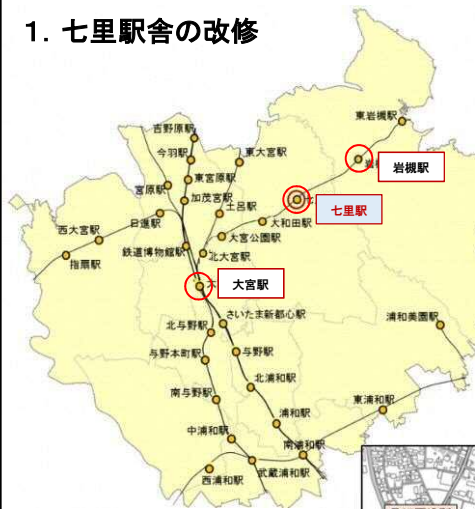 1. 七里駅舎の改修
東岩槻駅
吉野原駅
今羽駅
東大宮駅
岩槻駅
東宮原駅
宮原駅
加茂宮駅
七里駅
土呂駅
日進駅
大和田駅
西大宮駅
大宮公園駅
鉄道博物館駅
北大宮駅
指扇駅
大宮駅
さいたま新都心駅
浦和美園駅
北与野駅
与野駅
与野本町駅
北浦和駅
南与野駅
東浦和駅
浦和駅
中浦和駅
南浦和駅
武蔵浦和駅
西浦和駅